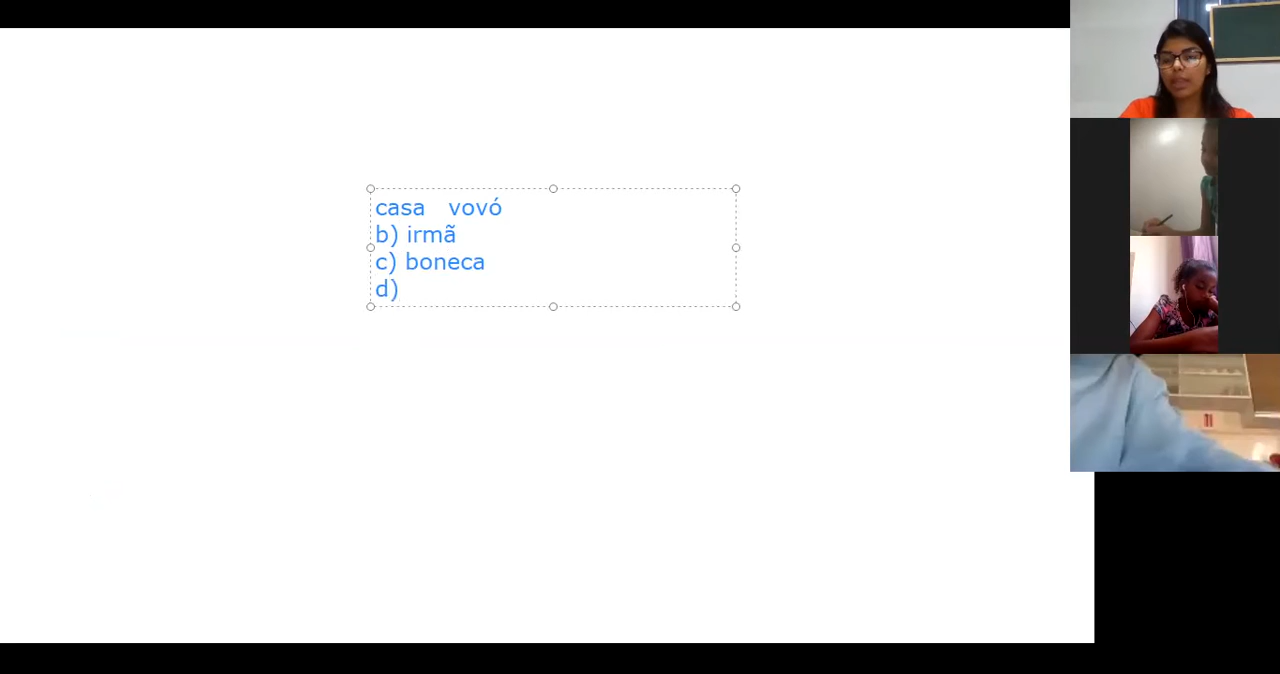 casa vovó
b) irmã
c) boneca
d)